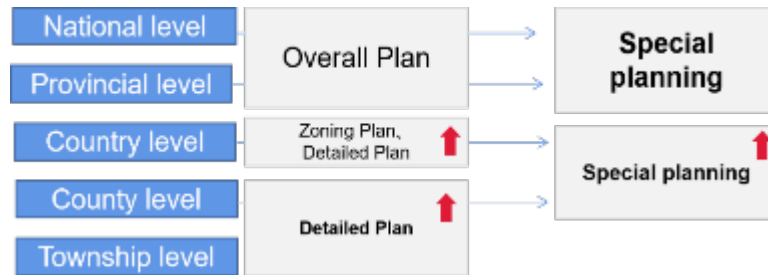 National level
Provincial level
Country level
County level
Township level
Overall Plan
Zoning Plan、
Detailed Plan
Detailed Plan
Special
planning
Special planning